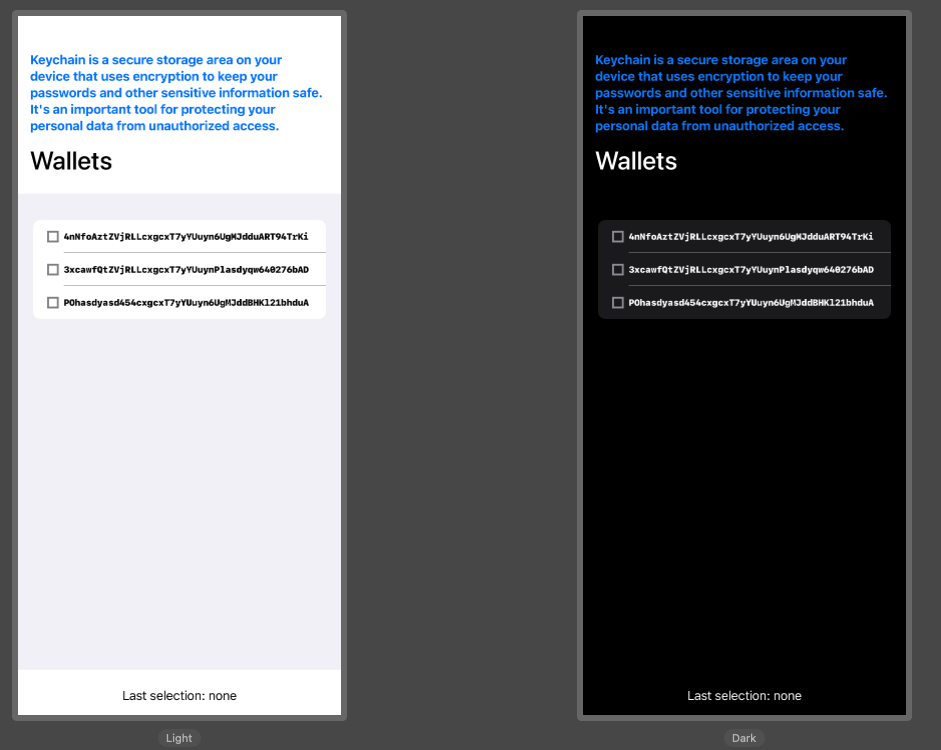 Keychain is a secure storage area on your
device that uses encryption to keep your
passwords and other sensitive information safe.
It's an important tool for protecting your
personal data from unauthorized access.
Wallets
4nNfoAztZVjRLLcxgcxT7yYUuyn6UgMJdduART94TrKi
3xcawfQtZVjRLLcxgcxT7yYUuynPlasdyqw640276bAD
POhasdyasd454cxgcxT7yYUuyn6UgMJddBHKl21bhduA
Last selection: none
Light
Keychain is a secure storage area on your
device that uses encryption to keep your
passwords and other sensitive information safe.
It's an important tool for protecting your
personal data from unauthorized access.
Wallets
4nNfoAztZVjRLLcxgcxT7yYUuyn6UgMJdduART94TrKi
3xcawfQtZVjRLLcxgcxT7yYUuynPlasdyqw640276bAD
POhasdyasd454cxgcxT7yYUuyn6UgMJddBHKl21bhduA
Last selection: none
Dark